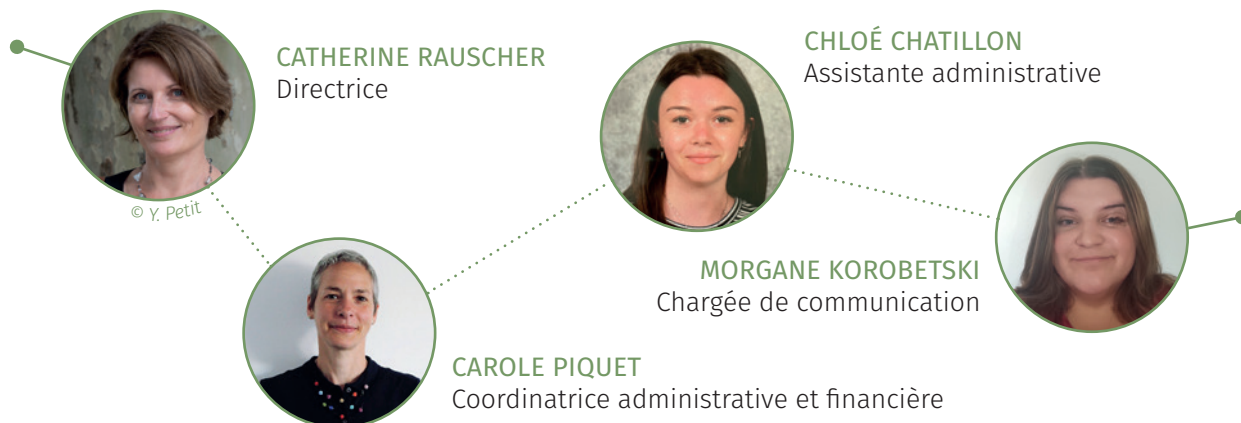 CATHERINE RAUSCHER
Directrice
© Y. Petit
CHLOÉ CHATILLON
Assistante administrative
MORGANE KOROBETSKI
Chargée de communication
CAROLE PIQUET
Coordinatrice administrative et financière